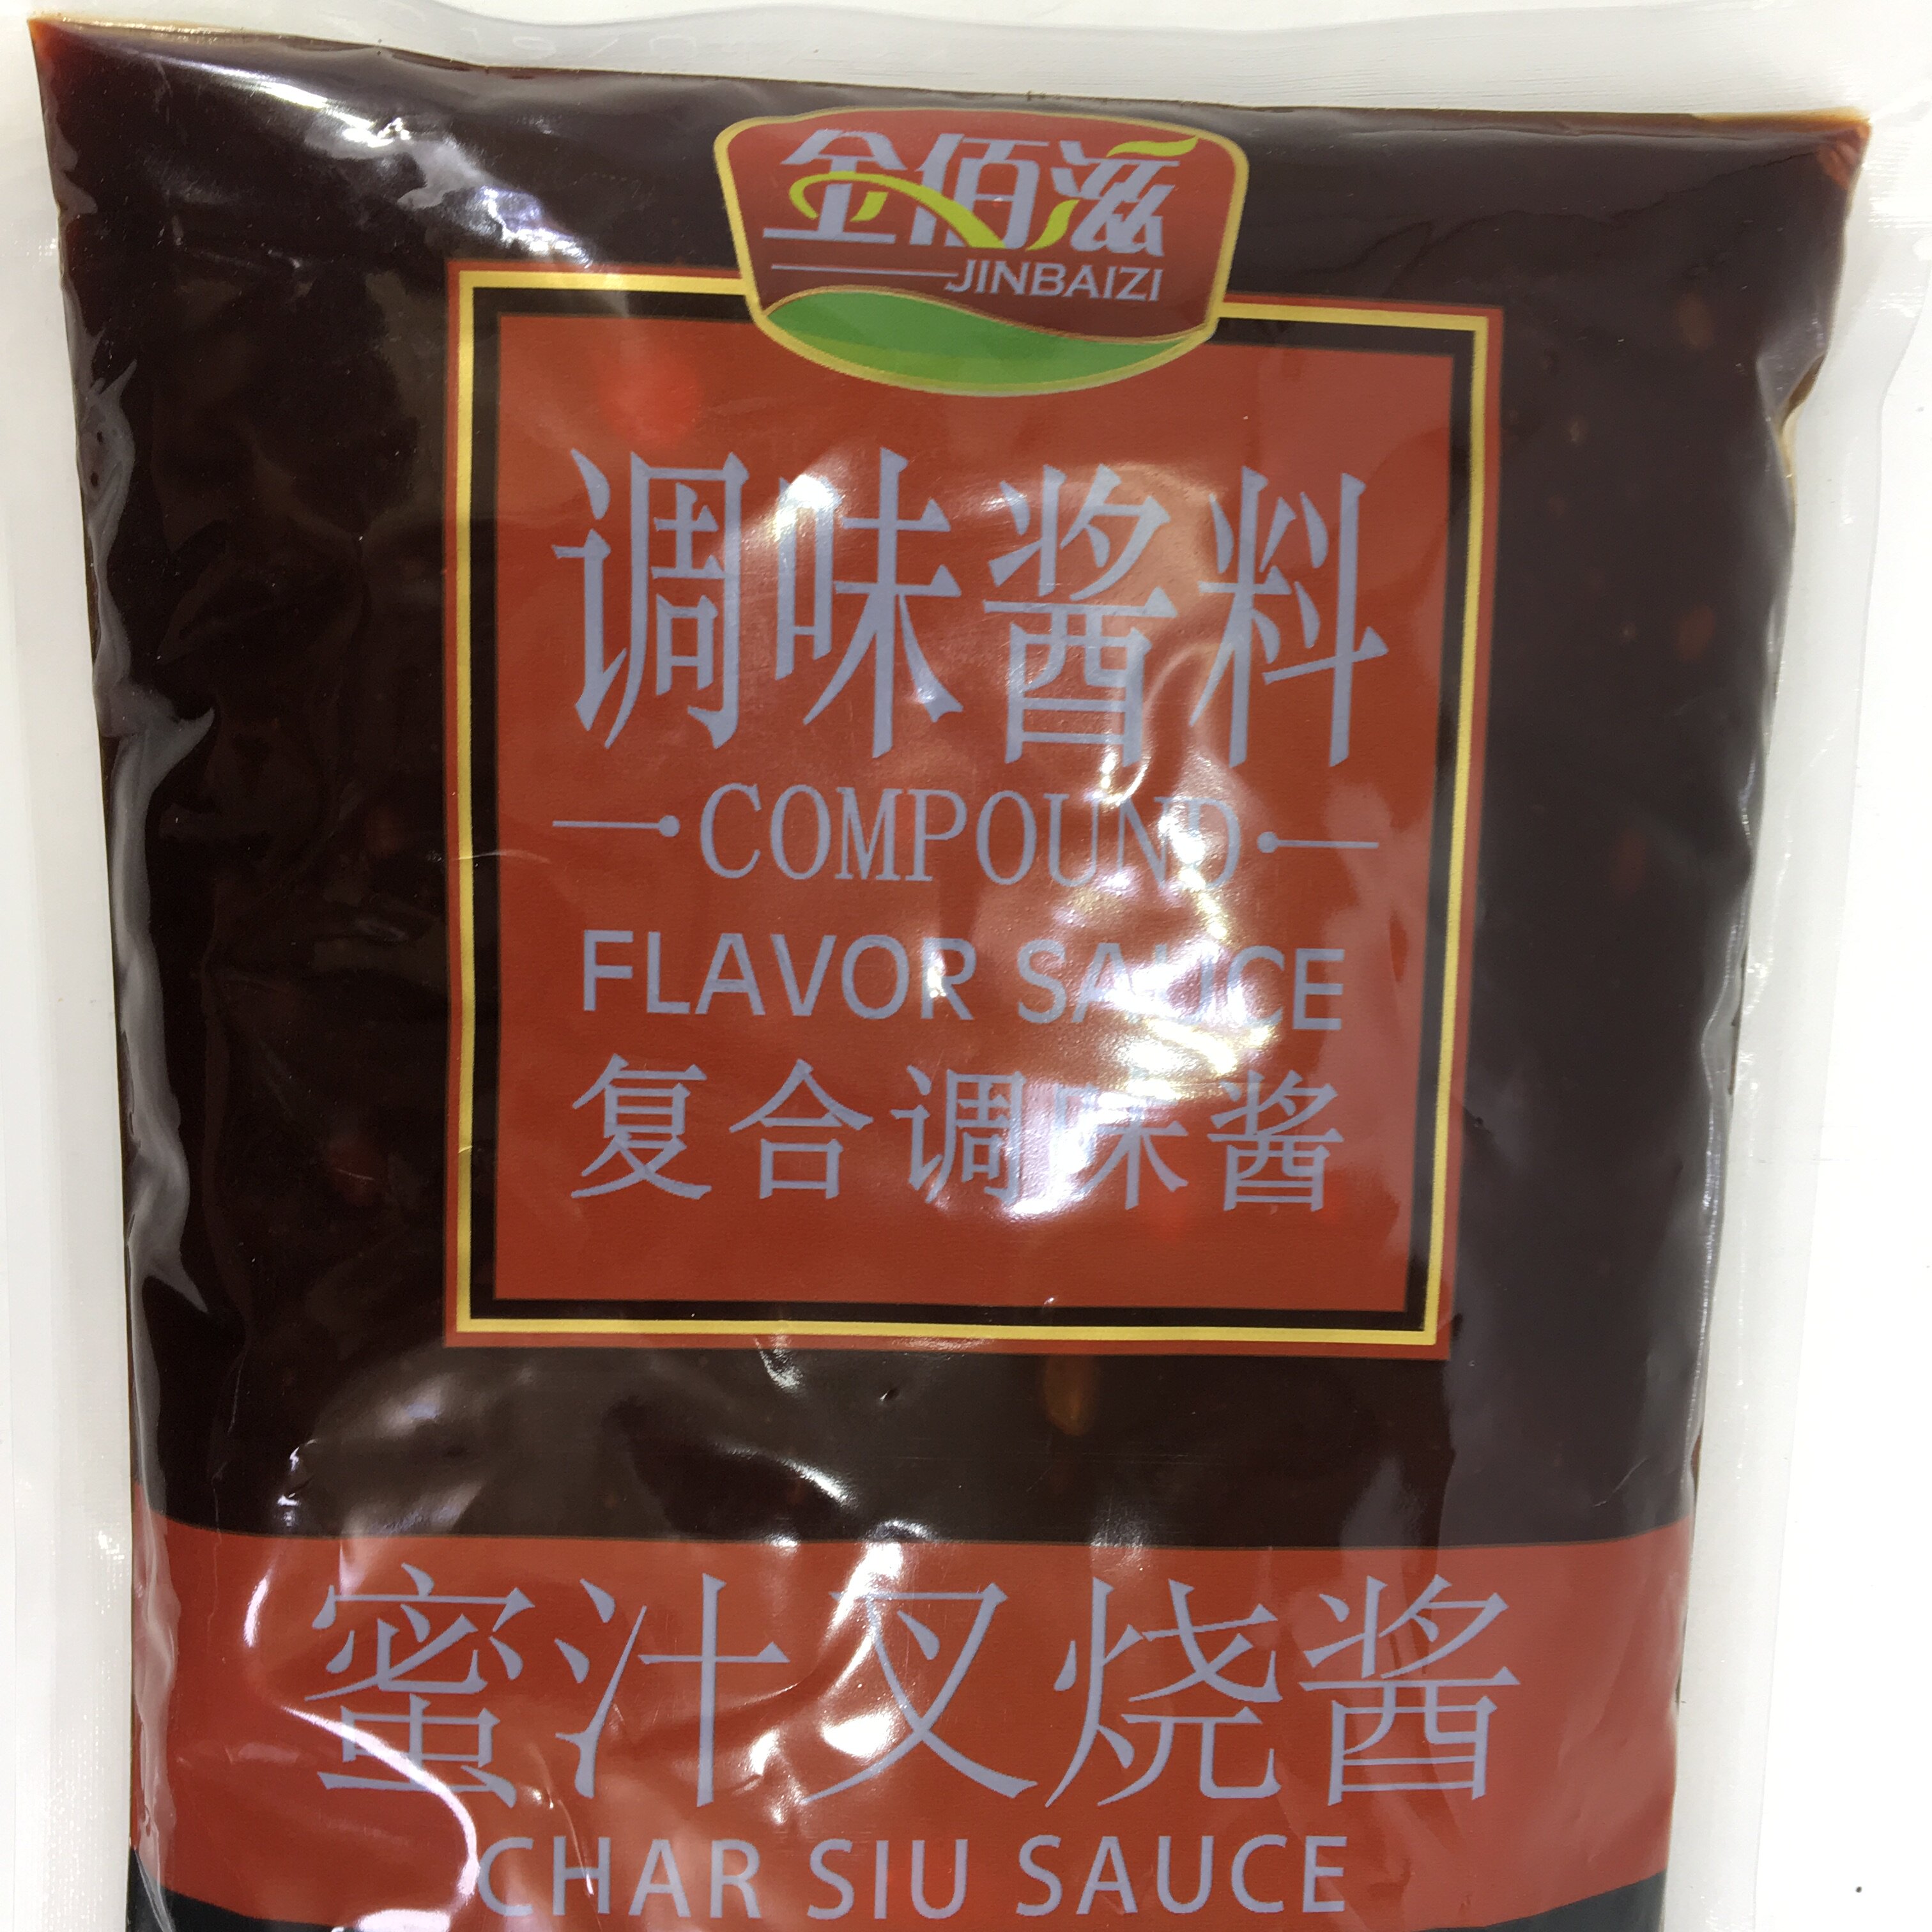 金佰滋
JINBAIZI
调味酱料
COMPOUND
FLAVOR SAUCE
复合调味酱
蜜汁叉烧酱
CHAR SIU SAUCE